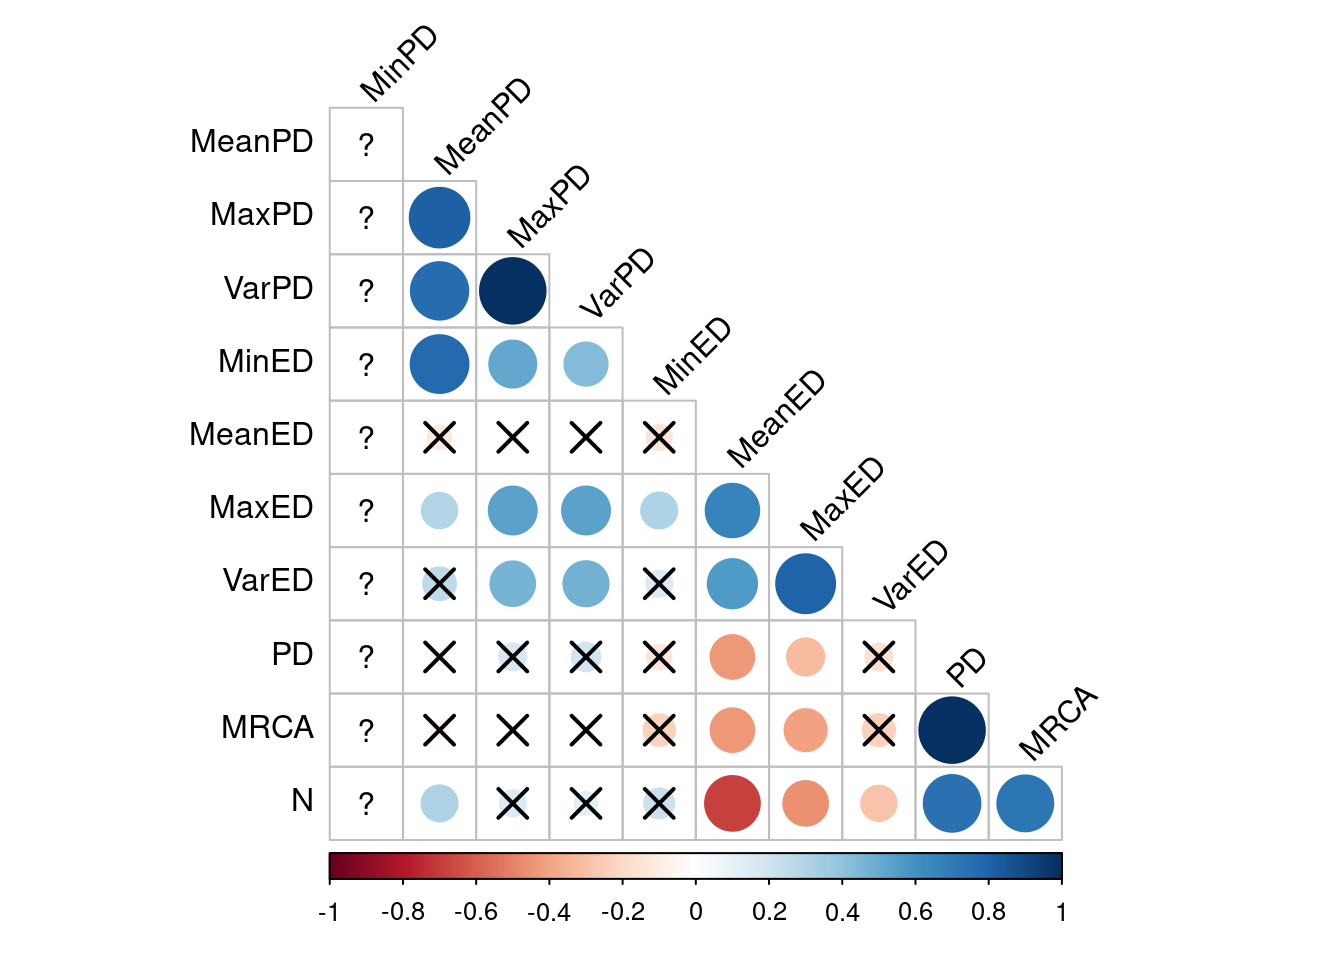 MinPD
MeanPD ? MeanPD
MaxPD ? MaxPD
VarPD ? VarPD
MinED ? MinED
MeanED ? MeanED
MaxED ? MaxED
VarED ? VarED
PD ? PD
MRCA ? MRCA
N ?
-1 -0.8 -0.6 -0.4 -0.2 0 0.2 0.4 0.6 0.8 1